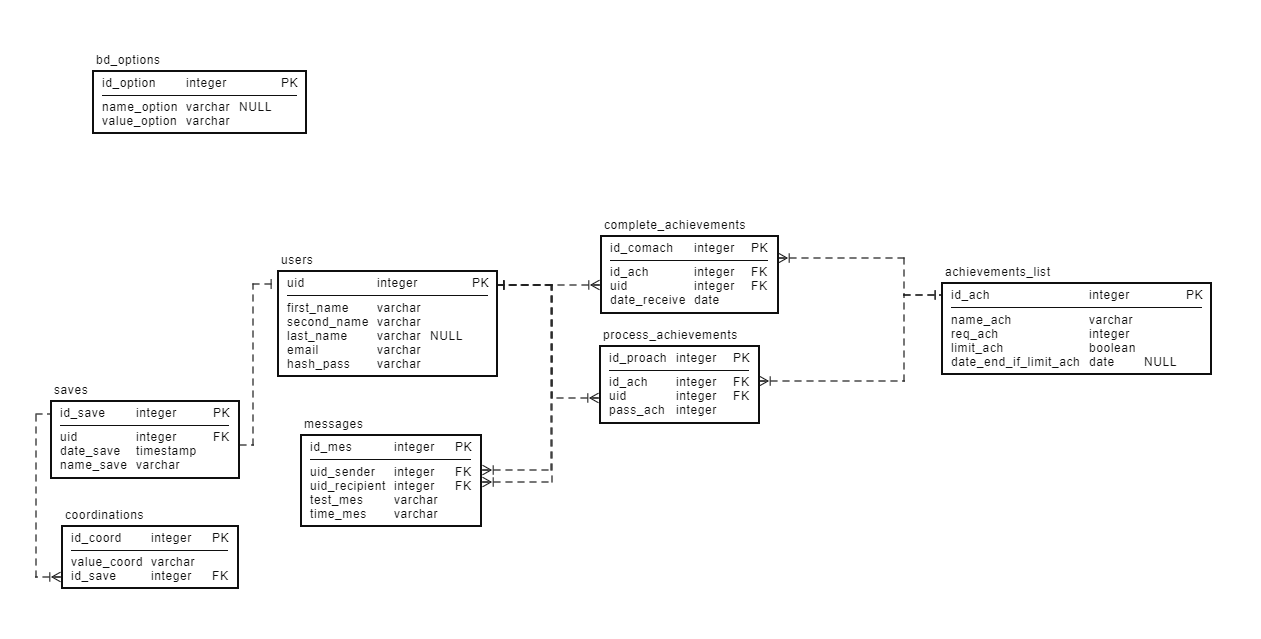 bd_options
id_option integer PK
name_option varchar NULL
value_option varchar
complete_achievements
id_comach integer PK
id_ach integer FK
uid integer FK
date_receive date
users
uid integer PK
first_name varchar
second_name varchar
last_name varchar NULL
email varchar
hash_pass varchar
achievements_list
id_ach integer PK
name_ach varchar
req_ach integer
limit_ach boolean
date_end_if_limit_ach date NULL
process_achievements
id_proach integer PK
id_ach integer FK
uid integer FK
pass_ach integer
saves
id_save integer PK
uid integer FK
date_save timestamp
name_save varchar
messages
id_mes integer PK
uid_sender integer FK
uid_recipient integer FK
test_mes varchar
time_mes varchar
coordinations
id_coord integer PK
value_coord varchar
id_save integer FK